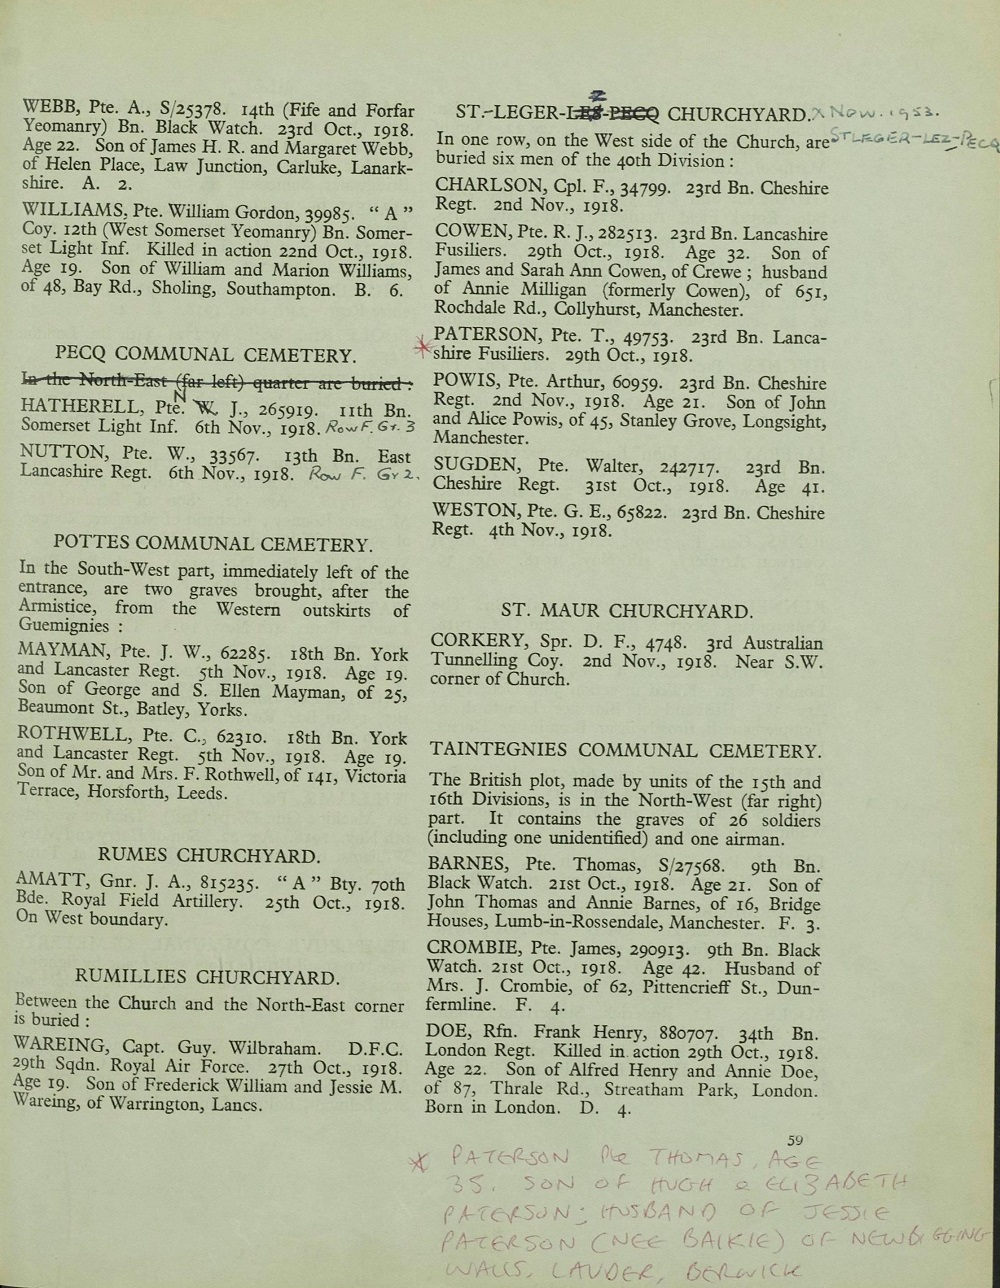 WEBB, Pte. A., S/25378. 14th (Fife and Forfar
Yeomanry) Bn. Black Watch. 23rd Oct., 1918.
Age 22. Son of James H. R. and Margaret Webb,
of Helen Place, Law Junction, Carluke, Lanark-
shire. A. 2.
WILLIAMS, Pte. William Gordon, 39985. “ A ”
Coy. 12th (West Somerset Yeomanry) Bn. Somer-
set Light Inf. Killed in action 22nd Oct., 1918.
Age 19. Son of William and Marion Williams,
of 48, Bay Rd., Sholing, Southampton. B. 6.
PECQ COMMUNAL CEMETERY.
In the North-East (far left) quarter are buried :
N
HATHERELL, Pte. W. J., 265919. 11th Bn.
Somerset Light Inf. 6th Nov., 1918. Row F. Gr. 3
NUTTON, Pte. W., 33567. 13th Bn. East
Lancashire Regt. 6th Nov., 1918. Row F. Gr 2.
POTTES COMMUNAL CEMETERY.
In the South-West part, immediately left of the
entrance, are two graves brought, after the
Armistice, from the Western outskirts of
Guemignies :
MAYMAN, Pte. J. W., 62285. 18th Bn. York
and Lancaster Regt. 5th Nov., 1918. Age 19.
Son of George and S. Ellen Mayman, of 25,
Beaumont St., Batley, Yorks.
ROTHWELL, Pte. C., 62310. 18th Bn. York
and Lancaster Regt. 5th Nov., 1918. Age 19.
Son of Mr. and Mrs. F. Rothwell, of 141, Victoria
Terrace, Horsforth, Leeds.
RUMES CHURCHYARD.
AMATT, Gnr. J. A., 815235. “ A ” Bty. 70th
Bde. Royal Field Artillery. 25th Oct., 1918.
On West boundary.
RUMILLIES CHURCHYARD.
Between the Church and the North-East corner
is buried :
WAREING, Capt. Guy. Wilbraham. D.F.C.
29th Sqdn. Royal Air Force. 27th Oct., 1918.
Age 19. Son of Frederick William and Jessie M.
Wareing, of Warrington, Lancs.
Z
ST.-LEGER-LES-PECQ CHURCHYARD. x Now. 1953.
ST LEGER-LEZ-PECQ
In one row, on the West side of the Church, are
buried six men of the 40th Division :
CHARLSON, Cpl. F., 34799. 23rd Bn. Cheshire
Regt. 2nd Nov., 1918.
COWEN, Pte. R. J., 282513. 23rd Bn. Lancashire
Fusiliers. 29th Oct., 1918. Age 32. Son of
James and Sarah Ann Cowen, of Crewe ; husband
of Annie Milligan (formerly Cowen), of 651,
Rochdale Rd., Collyhurst, Manchester.
* PATERSON, Pte. T., 49753. 23rd Bn. Lanca-
shire Fusiliers. 29th Oct., 1918.
POWIS, Pte. Arthur, 60959. 23rd Bn. Cheshire
Regt. 2nd Nov., 1918. Age 21. Son of John
and Alice Powis, of 45, Stanley Grove, Longsight,
Manchester.
SUGDEN, Pte. Walter, 242717. 23rd Bn.
Cheshire Regt. 31st Oct., 1918. Age 41.
WESTON, Pte. G. E., 65822. 23rd Bn. Cheshire
Regt. 4th Nov., 1918.
ST. MAUR CHURCHYARD.
CORKERY, Spr. D. F., 4748. 3rd Australian
Tunnelling Coy. 2nd Nov., 1918. Near S.W.
corner of Church.
TAINTEGNIES COMMUNAL CEMETERY.
The British plot, made by units of the 15th and
16th Divisions, is in the North-West (far right)
part. It contains the graves of 26 soldiers
(including one unidentified) and one airman.
BARNES, Pte. Thomas, S/27568. 9th Bn.
Black Watch. 21st Oct., 1918. Age 21. Son of
John Thomas and Annie Barnes, of 16, Bridge
Houses, Lumb-in-Rossendale, Manchester. F. 3.
CROMBIE, Pte. James, 290913. 9th Bn. Black
Watch. 21st Oct., 1918. Age 42. Husband of
Mrs. J. Crombie, of 62, Pittencrieff St., Dun-
fermline. F. 4.
DOE, Rfn. Frank Henry, 880707. 34th Bn.
London Regt. Killed in action 29th Oct., 1918.
Age 22. Son of Alfred Henry and Annie Doe,
of 87, Thrale Rd., Streatham Park, London.
Born in London. D. 4.
59
* PATERSON Pte THOMAS, AGE
35. SON OF HUGH & ELIZABETH
PATERSON; HUSBAND OF JESSIE
PATERSON (NEE BAIKIE) OF NEWBIGGING
WALLS, LAUDER, BERWICK